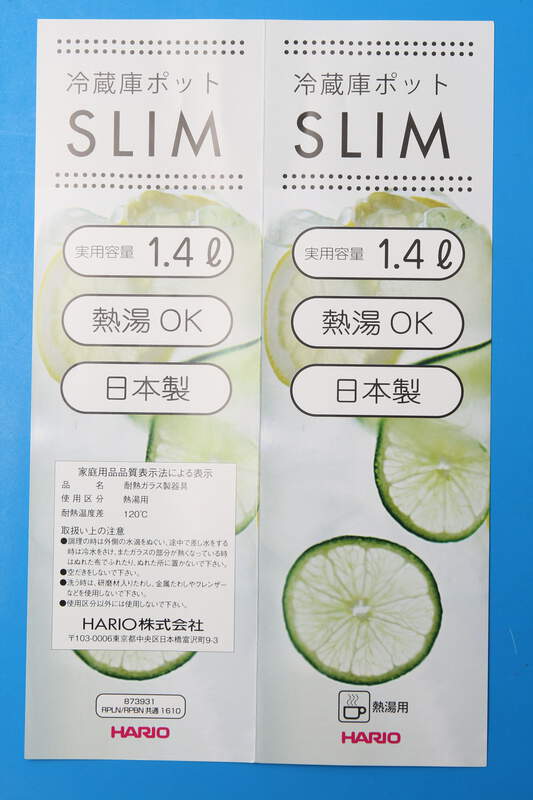 冷蔵庫ポット
SLIM
実用容量 1.4ℓ
熱湯 OK
日本製
家庭用品品質表示法による表示
品 名 耐熱ガラス製器具
使用区分 熱湯用
耐熱温度差 120℃
取扱い上の注意
●調理の時は外側の水滴をぬぐい、途中で差し水をする
時は冷水をさけ、またガラスの部分が熱くなっている時
はぬれた布でふれたり、ぬれた所に置かないで下さい。
●空だきをしないで下さい。
●洗う時は、研磨材入りたわし、金属たわしやクレンザー
などを使用しないで下さい。
●使用区分以外には使用しないで下さい。
HARIO株式会社
〒103-0006東京都中央区日本橋富沢町9-3
873931
RPLN/RPBN 共通 1610
HARIO
冷蔵庫ポット
SLIM
実用容量 1.4ℓ
熱湯 OK
日本製
熱湯用
HARIO